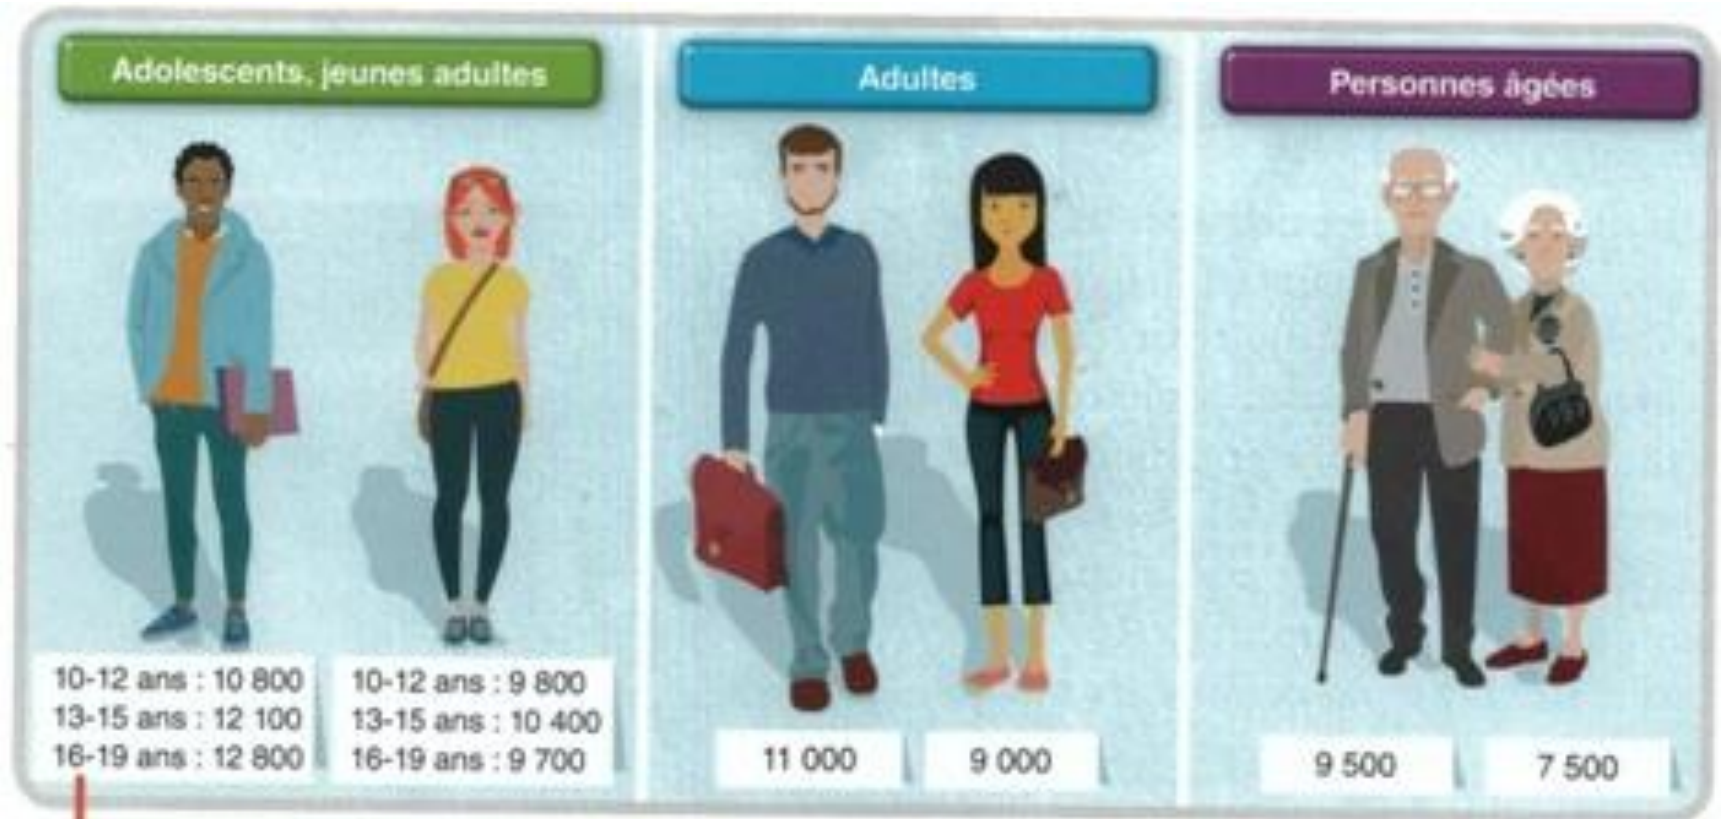 Adolescents, jeunes adultes
10-12 ans : 10 800
13-15 ans : 12 100
16-19 ans : 12 800
10-12 ans : 9 800
13-15 ans : 10 400
16-19 ans : 9 700
Adultes
11 000
9 000
Personnes âgées
9 500
7 500